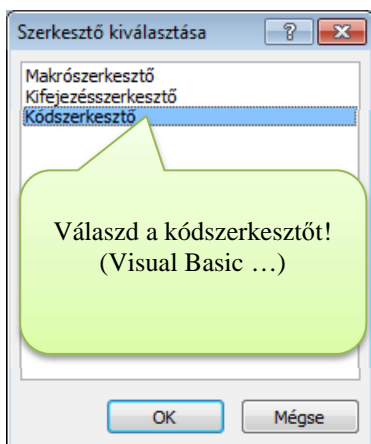 Szerkesztő kiválasztása
Makrószerkesztő
Kifejezésszerkesztő
Kódszerkesztő
Válaszd a kódszerkesztőt!
(Visual Basic …)
OK
Mégse